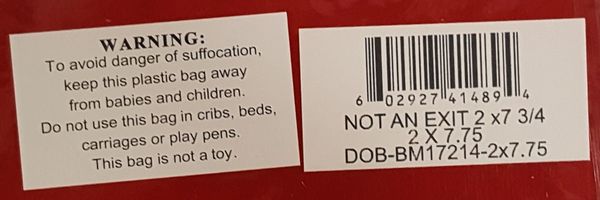 WARNING:
To avoid danger of suffocation,
keep this plastic bag away
from babies and children.
Do not use this bag in cribs, beds,
carriages or play pens.
This bag is not a toy.
6 02927 41489 4
NOT AN EXIT 2 x7 3/4
2 X 7.75
DOB-BM17214-2x7.75